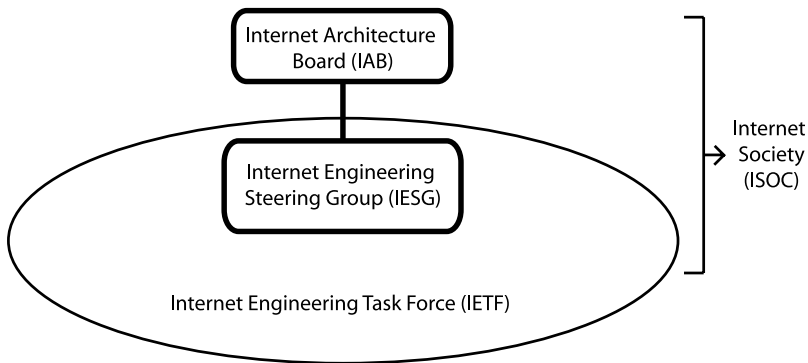 Internet Architecture
Board (IAB)
Internet Engineering
Steering Group (IESG)
Internet Engineering Task Force (IETF)
Internet
Society
(ISOC)